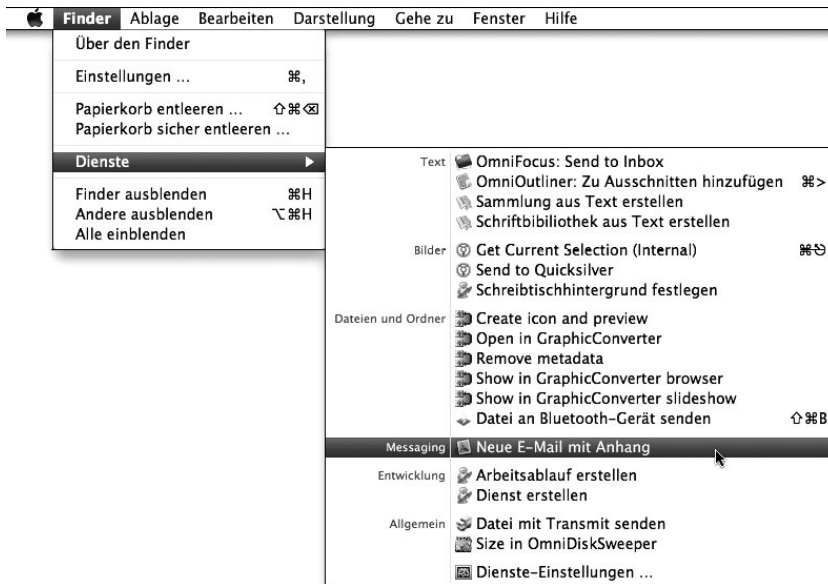 Finder Ablage Bearbeiten Darstellung Gehe zu Fenster Hilfe
Über den Finder
Einstellungen ... ⌘,
Papierkorb entleeren ... ⇧⌘⌫
Papierkorb sicher entleeren ...
Dienste ▶
Finder ausblenden ⌘H
Andere ausblenden ⌥⌘H
Alle einblenden
Text OmniFocus: Send to Inbox
OmniOutliner: Zu Ausschnitten hinzufügen ⌘>
Sammlung aus Text erstellen
Schriftbibliothek aus Text erstellen
Bilder Get Current Selection (Internal) ⌘⎋
Send to Quicksilver
Schreibtischhintergrund festlegen
Dateien und Ordner Create icon and preview
Open in GraphicConverter
Remove metadata
Show in GraphicConverter browser
Show in GraphicConverter slideshow
Datei an Bluetooth-Gerät senden ⇧⌘B
Messaging Neue E-Mail mit Anhang
Entwicklung Arbeitsablauf erstellen
Dienst erstellen
Allgemein Datei mit Transmit senden
Size in OmniDiskSweeper
Dienste-Einstellungen ...